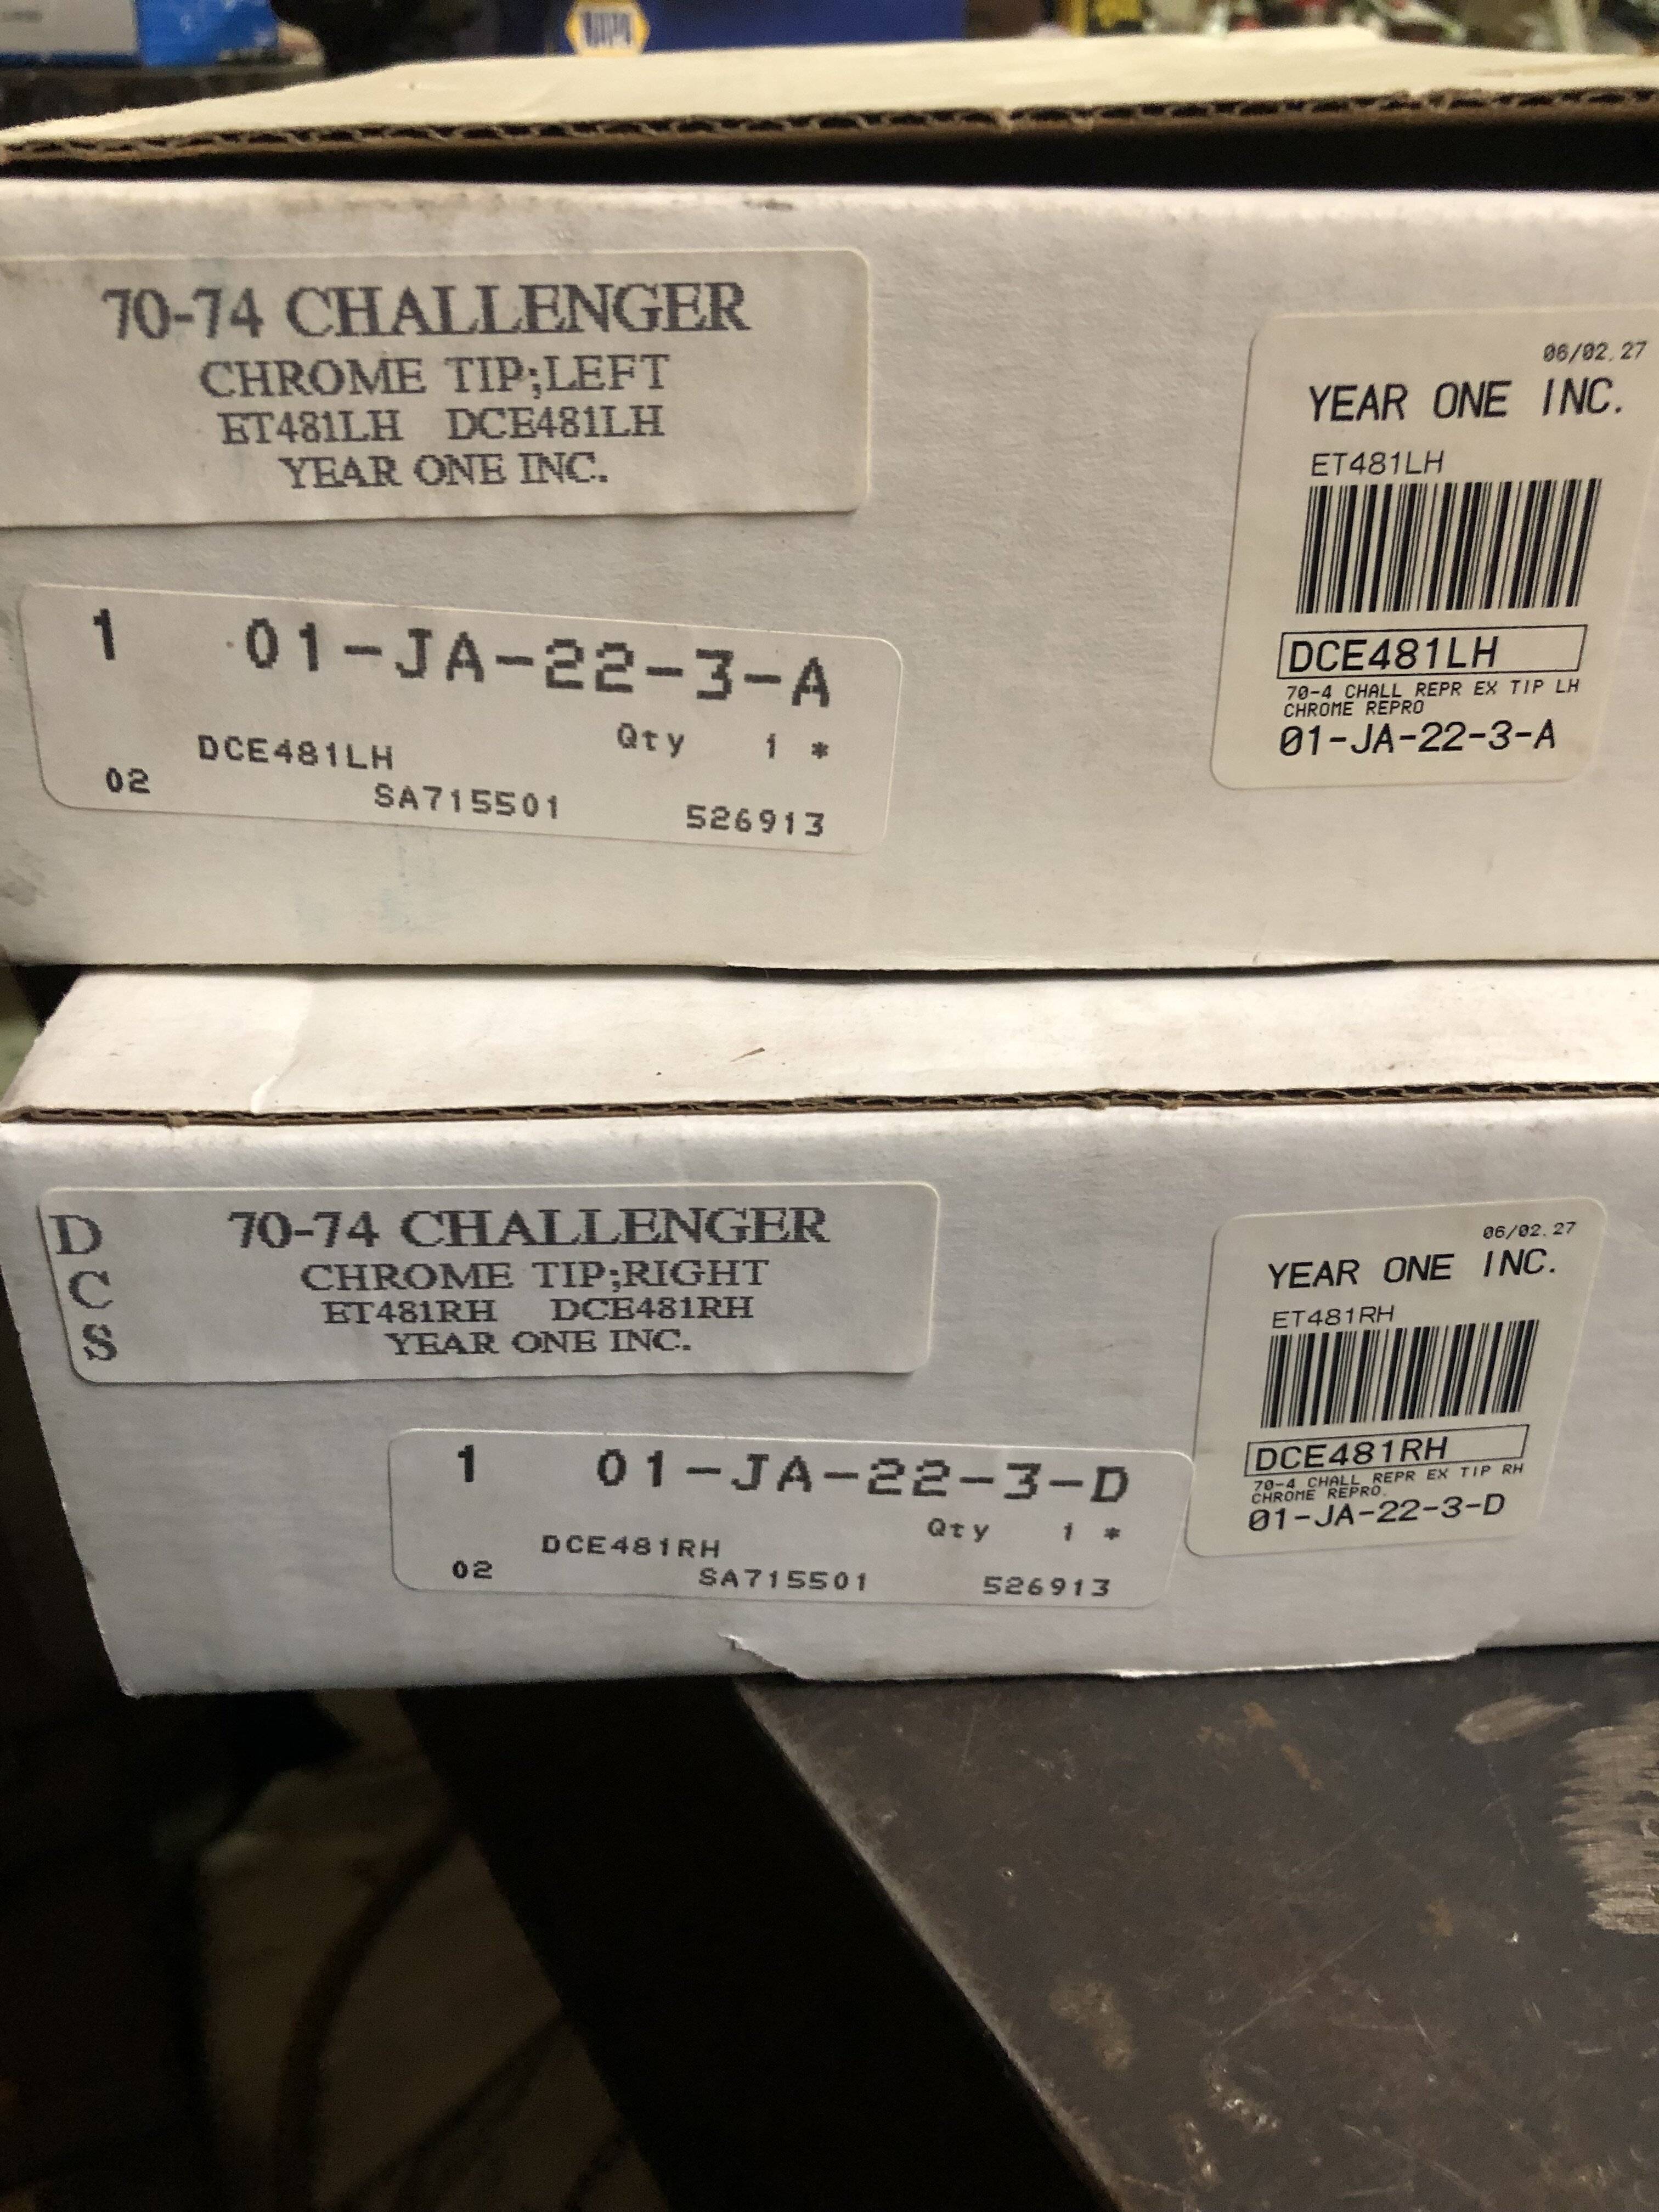 NAPA
70-74 CHALLENGER
CHROME TIP;LEFT
ET481LH DCE481LH
YEAR ONE INC.
06/02.27
YEAR ONE INC.
ET481LH
DCE481LH
70-4 CHALL REPR EX TIP LH
CHROME REPRO
01-JA-22-3-A
1 01-JA-22-3-A
Qty 1 *
DCE481LH
02 SA715501 526913
D
C
S
70-74 CHALLENGER
CHROME TIP;RIGHT
ET481RH DCE481RH
YEAR ONE INC.
06/02.27
YEAR ONE INC.
ET481RH
DCE481RH
70-4 CHALL REPR EX TIP RH
CHROME REPRO.
01-JA-22-3-D
1 01-JA-22-3-D
Qty 1 *
DCE481RH
02 SA715501 526913